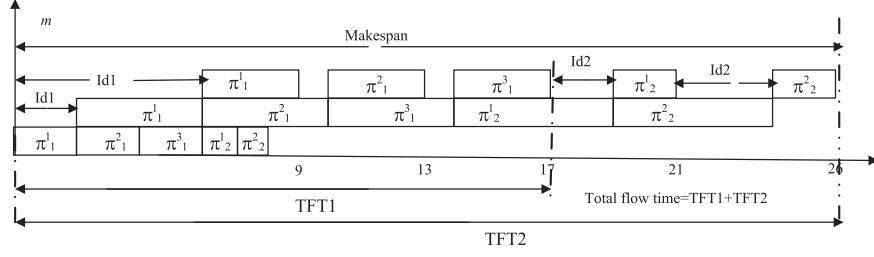 m
Makespan
Id1
Id2
Id2
π¹₁ π²₁ π³₁ π¹₂ π²₂
Id1
π¹₁ π²₁ π³₁ π¹₂ π²₂
π¹₁ π²₁ π³₁ π¹₂ π²₂
9 13 17 21 26
TFT1
Total flow time=TFT1+TFT2
TFT2